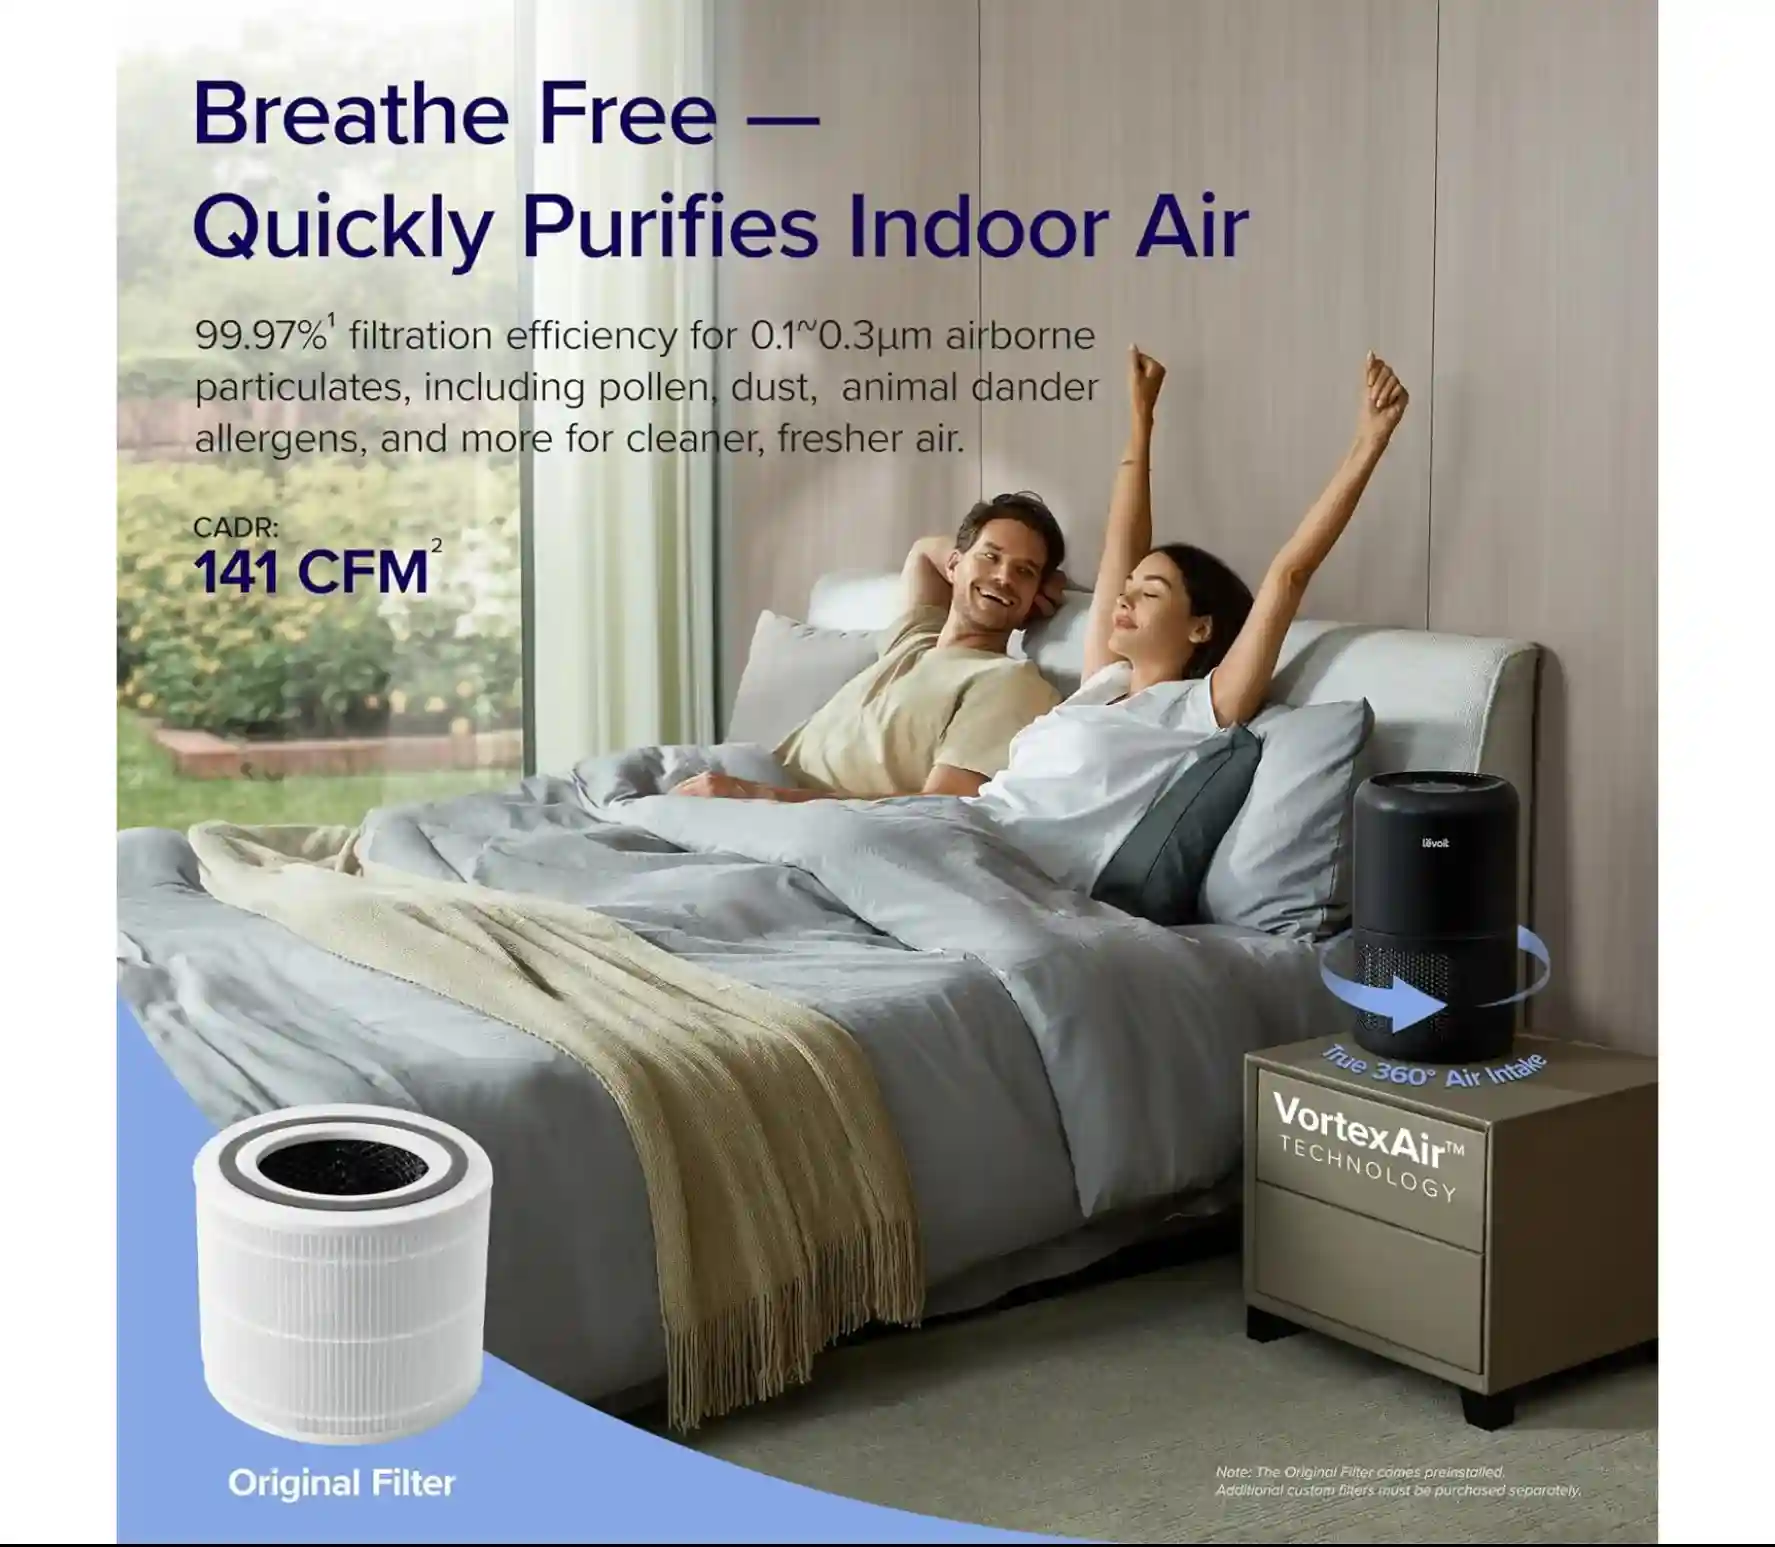 Breathe Free —
Quickly Purifies Indoor Air
99.97%¹ filtration efficiency for 0.1~0.3μm airborne
particulates, including pollen, dust, animal dander
allergens, and more for cleaner, fresher air.
CADR:
141 CFM²
levoit
True 360° Air Intake
VortexAir™
TECHNOLOGY
Original Filter
Note: The Original Filter comes preinstalled.
Additional custom filters must be purchased separately.